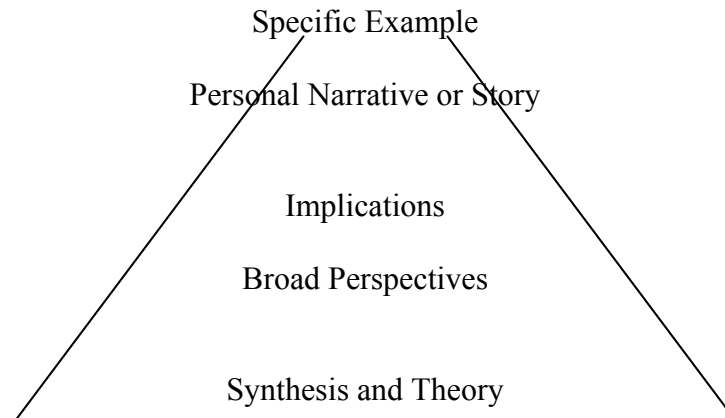 Specific Example
Personal Narrative or Story
Implications
Broad Perspectives
Synthesis and Theory